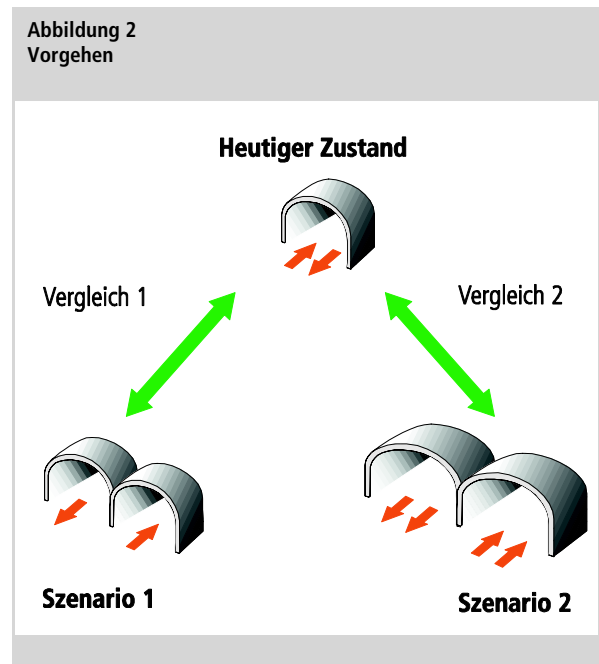 Abbildung 2
Vorgehen
Heutiger Zustand
Vergleich 1
Vergleich 2
Szenario 1
Szenario 2